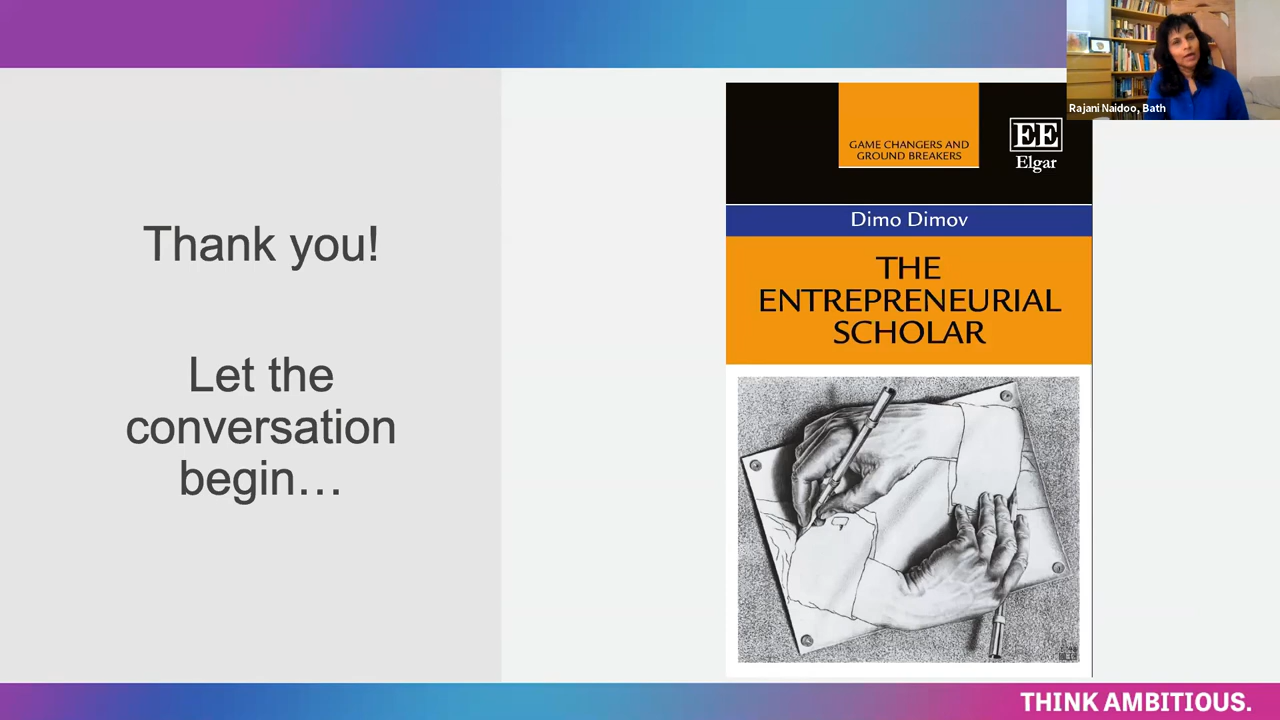 Thank you!
Let the
conversation
begin…
GAME CHANGERS AND
GROUND BREAKERS
EE
Elgar
Dimo Dimov
THE
ENTREPRENEURIAL
SCHOLAR
Rajani Naidoo, Bath
THINK AMBITIOUS.